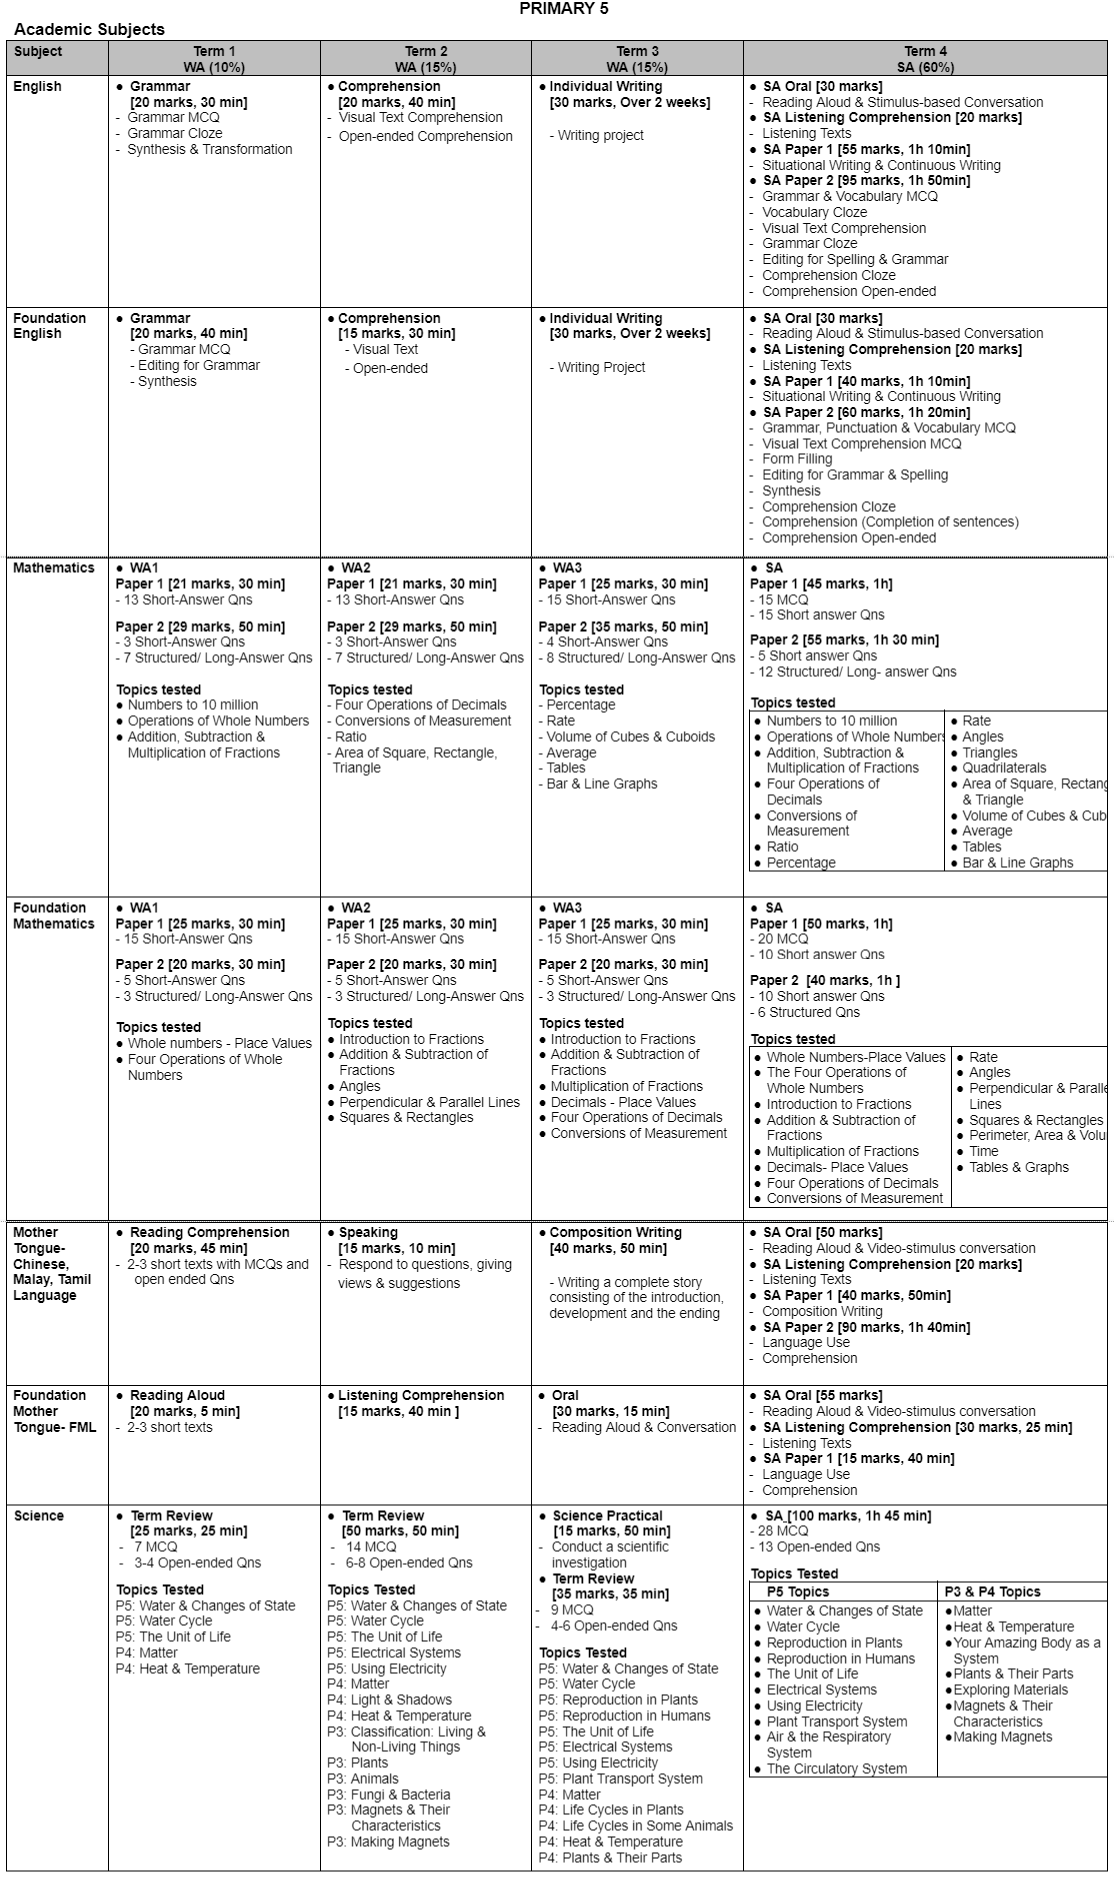 PRIMARY 5
Academic Subjects
Subject
Term 1
WA (10%)
Term 2
WA (15%)
Term 3
WA (15%)
Term 4
SA (60%)
English
● Grammar
[20 marks, 30 min]
- Grammar MCQ
- Grammar Cloze
- Synthesis & Transformation
● Comprehension
[20 marks, 40 min]
- Visual Text Comprehension
- Open-ended Comprehension
● Individual Writing
[30 marks, Over 2 weeks]
- Writing project
● SA Oral [30 marks]
- Reading Aloud & Stimulus-based Conversation
● SA Listening Comprehension [20 marks]
- Listening Texts
● SA Paper 1 [55 marks, 1h 10min]
- Situational Writing & Continuous Writing
● SA Paper 2 [95 marks, 1h 50min]
- Grammar & Vocabulary MCQ
- Vocabulary Cloze
- Visual Text Comprehension
- Grammar Cloze
- Editing for Spelling & Grammar
- Comprehension Cloze
- Comprehension Open-ended
Foundation
English
● Grammar
[20 marks, 40 min]
- Grammar MCQ
- Editing for Grammar
- Synthesis
● Comprehension
[15 marks, 30 min]
- Visual Text
- Open-ended
● Individual Writing
[30 marks, Over 2 weeks]
- Writing Project
● SA Oral [30 marks]
- Reading Aloud & Stimulus-based Conversation
● SA Listening Comprehension [20 marks]
- Listening Texts
● SA Paper 1 [40 marks, 1h 10min]
- Situational Writing & Continuous Writing
● SA Paper 2 [60 marks, 1h 20min]
- Grammar, Punctuation & Vocabulary MCQ
- Visual Text Comprehension MCQ
- Form Filling
- Editing for Grammar & Spelling
- Synthesis
- Comprehension Cloze
- Comprehension (Completion of sentences)
- Comprehension Open-ended
Mathematics
● WA1
Paper 1 [21 marks, 30 min]
- 13 Short-Answer Qns
Paper 2 [29 marks, 50 min]
- 3 Short-Answer Qns
- 7 Structured/ Long-Answer Qns
Topics tested
● Numbers to 10 million
● Operations of Whole Numbers
● Addition, Subtraction &
Multiplication of Fractions
● WA2
Paper 1 [21 marks, 30 min]
- 13 Short-Answer Qns
Paper 2 [29 marks, 50 min]
- 3 Short-Answer Qns
- 7 Structured/ Long-Answer Qns
Topics tested
- Four Operations of Decimals
- Conversions of Measurement
- Ratio
- Area of Square, Rectangle,
Triangle
● WA3
Paper 1 [25 marks, 30 min]
- 15 Short-Answer Qns
Paper 2 [35 marks, 50 min]
- 4 Short-Answer Qns
- 8 Structured/ Long-Answer Qns
Topics tested
- Percentage
- Rate
- Volume of Cubes & Cuboids
- Average
- Tables
- Bar & Line Graphs
● SA
Paper 1 [45 marks, 1h]
- 15 MCQ
- 15 Short answer Qns
Paper 2 [55 marks, 1h 30 min]
- 5 Short answer Qns
- 12 Structured/ Long- answer Qns
Topics tested
● Numbers to 10 million
● Operations of Whole Numbers
● Addition, Subtraction &
Multiplication of Fractions
● Four Operations of
Decimals
● Conversions of
Measurement
● Ratio
● Percentage
● Rate
● Angles
● Triangles
● Quadrilaterals
● Area of Square, Rectang
& Triangle
● Volume of Cubes & Cub
● Average
● Tables
● Bar & Line Graphs
Foundation
Mathematics
● WA1
Paper 1 [25 marks, 30 min]
- 15 Short-Answer Qns
Paper 2 [20 marks, 30 min]
- 5 Short-Answer Qns
- 3 Structured/ Long-Answer Qns
Topics tested
● Whole numbers - Place Values
● Four Operations of Whole
Numbers
● WA2
Paper 1 [25 marks, 30 min]
- 15 Short-Answer Qns
Paper 2 [20 marks, 30 min]
- 5 Short-Answer Qns
- 3 Structured/ Long-Answer Qns
Topics tested
● Introduction to Fractions
● Addition & Subtraction of
Fractions
● Angles
● Perpendicular & Parallel Lines
● Squares & Rectangles
● WA3
Paper 1 [25 marks, 30 min]
- 15 Short-Answer Qns
Paper 2 [20 marks, 30 min]
- 5 Short-Answer Qns
- 3 Structured/ Long-Answer Qns
Topics tested
● Introduction to Fractions
● Addition & Subtraction of
Fractions
● Multiplication of Fractions
● Decimals - Place Values
● Four Operations of Decimals
● Conversions of Measurement
● SA
Paper 1 [50 marks, 1h]
- 20 MCQ
- 10 Short answer Qns
Paper 2 [40 marks, 1h ]
- 10 Short answer Qns
- 6 Structured Qns
Topics tested
● Whole Numbers-Place Values
● The Four Operations of
Whole Numbers
● Introduction to Fractions
● Addition & Subtraction of
Fractions
● Multiplication of Fractions
● Decimals- Place Values
● Four Operations of Decimals
● Conversions of Measurement
● Rate
● Angles
● Perpendicular & Paralle
Lines
● Squares & Rectangles
● Perimeter, Area & Volu
● Time
● Tables & Graphs
Mother
Tongue-
Chinese,
Malay, Tamil
Language
● Reading Comprehension
[20 marks, 45 min]
- 2-3 short texts with MCQs and
open ended Qns
● Speaking
[15 marks, 10 min]
- Respond to questions, giving
views & suggestions
● Composition Writing
[40 marks, 50 min]
- Writing a complete story
consisting of the introduction,
development and the ending
● SA Oral [50 marks]
- Reading Aloud & Video-stimulus conversation
● SA Listening Comprehension [20 marks]
- Listening Texts
● SA Paper 1 [40 marks, 50min]
- Composition Writing
● SA Paper 2 [90 marks, 1h 40min]
- Language Use
- Comprehension
Foundation
Mother
Tongue- FML
● Reading Aloud
[20 marks, 5 min]
- 2-3 short texts
● Listening Comprehension
[15 marks, 40 min ]
● Oral
[30 marks, 15 min]
- Reading Aloud & Conversation
● SA Oral [55 marks]
- Reading Aloud & Video-stimulus conversation
● SA Listening Comprehension [30 marks, 25 min]
- Listening Texts
● SA Paper 1 [15 marks, 40 min]
- Language Use
- Comprehension
Science
● Term Review
[25 marks, 25 min]
- 7 MCQ
- 3-4 Open-ended Qns
Topics Tested
P5: Water & Changes of State
P5: Water Cycle
P5: The Unit of Life
P4: Matter
P4: Heat & Temperature
● Term Review
[50 marks, 50 min]
- 14 MCQ
- 6-8 Open-ended Qns
Topics Tested
P5: Water & Changes of State
P5: Water Cycle
P5: The Unit of Life
P5: Electrical Systems
P5: Using Electricity
P4: Matter
P4: Light & Shadows
P4: Heat & Temperature
P3: Classification: Living &
Non-Living Things
P3: Plants
P3: Animals
P3: Fungi & Bacteria
P3: Magnets & Their
Characteristics
P3: Making Magnets
● Science Practical
[15 marks, 50 min]
- Conduct a scientific
investigation
● Term Review
[35 marks, 35 min]
- 9 MCQ
- 4-6 Open-ended Qns
Topics Tested
P5: Water & Changes of State
P5: Water Cycle
P5: Reproduction in Plants
P5: Reproduction in Humans
P5: The Unit of Life
P5: Electrical Systems
P5: Using Electricity
P5: Plant Transport System
P4: Matter
P4: Life Cycles in Plants
P4: Life Cycles in Some Animals
P4: Heat & Temperature
P4: Plants & Their Parts
● SA [100 marks, 1h 45 min]
- 28 MCQ
- 13 Open-ended Qns
Topics Tested
P5 Topics
● Water & Changes of State
● Water Cycle
● Reproduction in Plants
● Reproduction in Humans
● The Unit of Life
● Electrical Systems
● Using Electricity
● Plant Transport System
● Air & the Respiratory
System
● The Circulatory System
P3 & P4 Topics
● Matter
● Heat & Temperature
● Your Amazing Body as a
System
● Plants & Their Parts
● Exploring Materials
● Magnets & Their
Characteristics
● Making Magnets